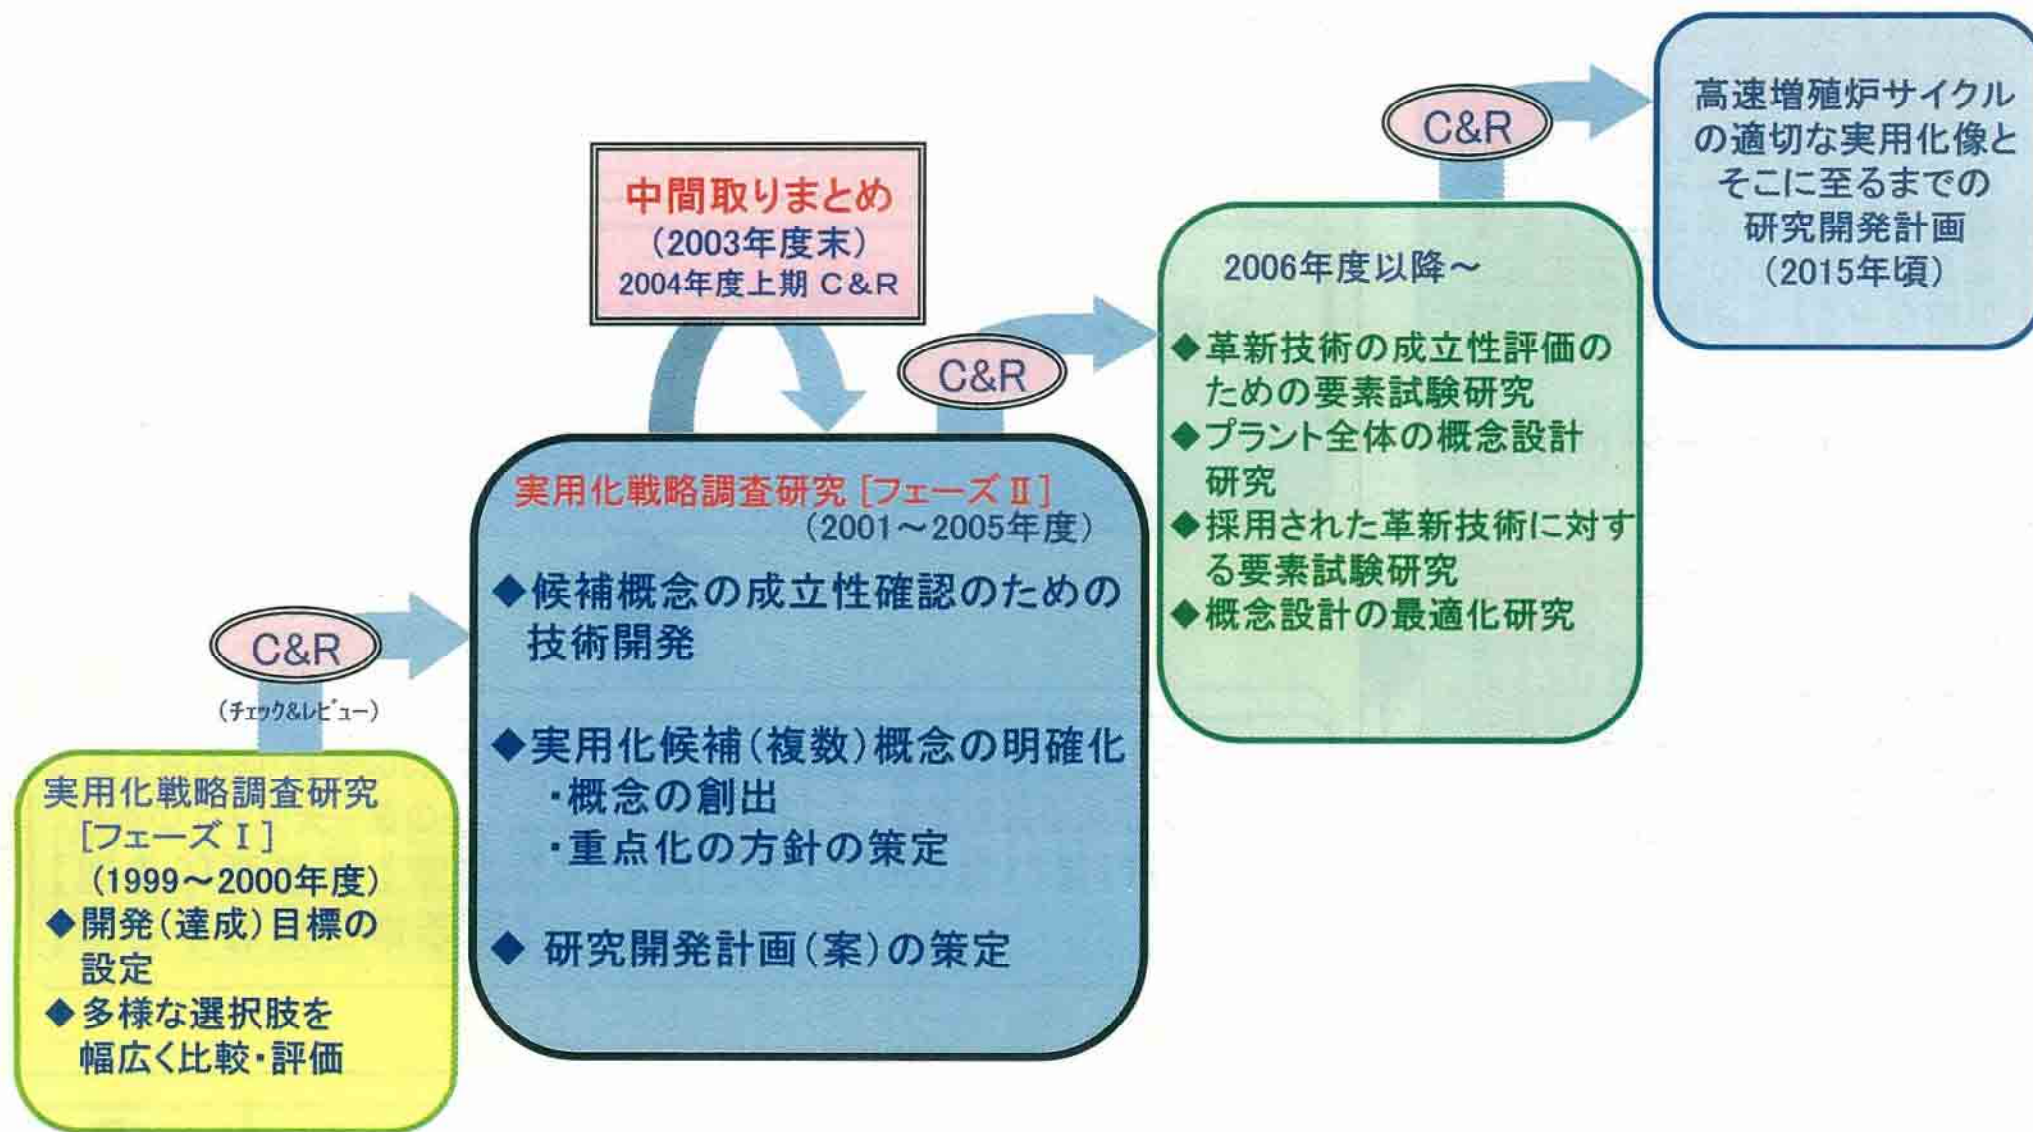 実用化戦略調査研究
[フェーズⅠ]
(1999～2000年度)
◆開発(達成)目標の
設定
◆多様な選択肢を
幅広く比較・評価
C&R
(ﾁｪｯｸ&ﾚﾋﾞｭｰ)
実用化戦略調査研究[フェーズⅡ]
(2001～2005年度)
◆候補概念の成立性確認のための
技術開発
◆実用化候補(複数)概念の明確化
・概念の創出
・重点化の方針の策定
◆ 研究開発計画(案)の策定
中間取りまとめ
(2003年度末)
2004年度上期 C&R
C&R
2006年度以降～
◆革新技術の成立性評価の
ための要素試験研究
◆プラント全体の概念設計
研究
◆採用された革新技術に対す
る要素試験研究
◆概念設計の最適化研究
C&R
高速増殖炉サイクル
の適切な実用化像と
そこに至るまでの
研究開発計画
(2015年頃)